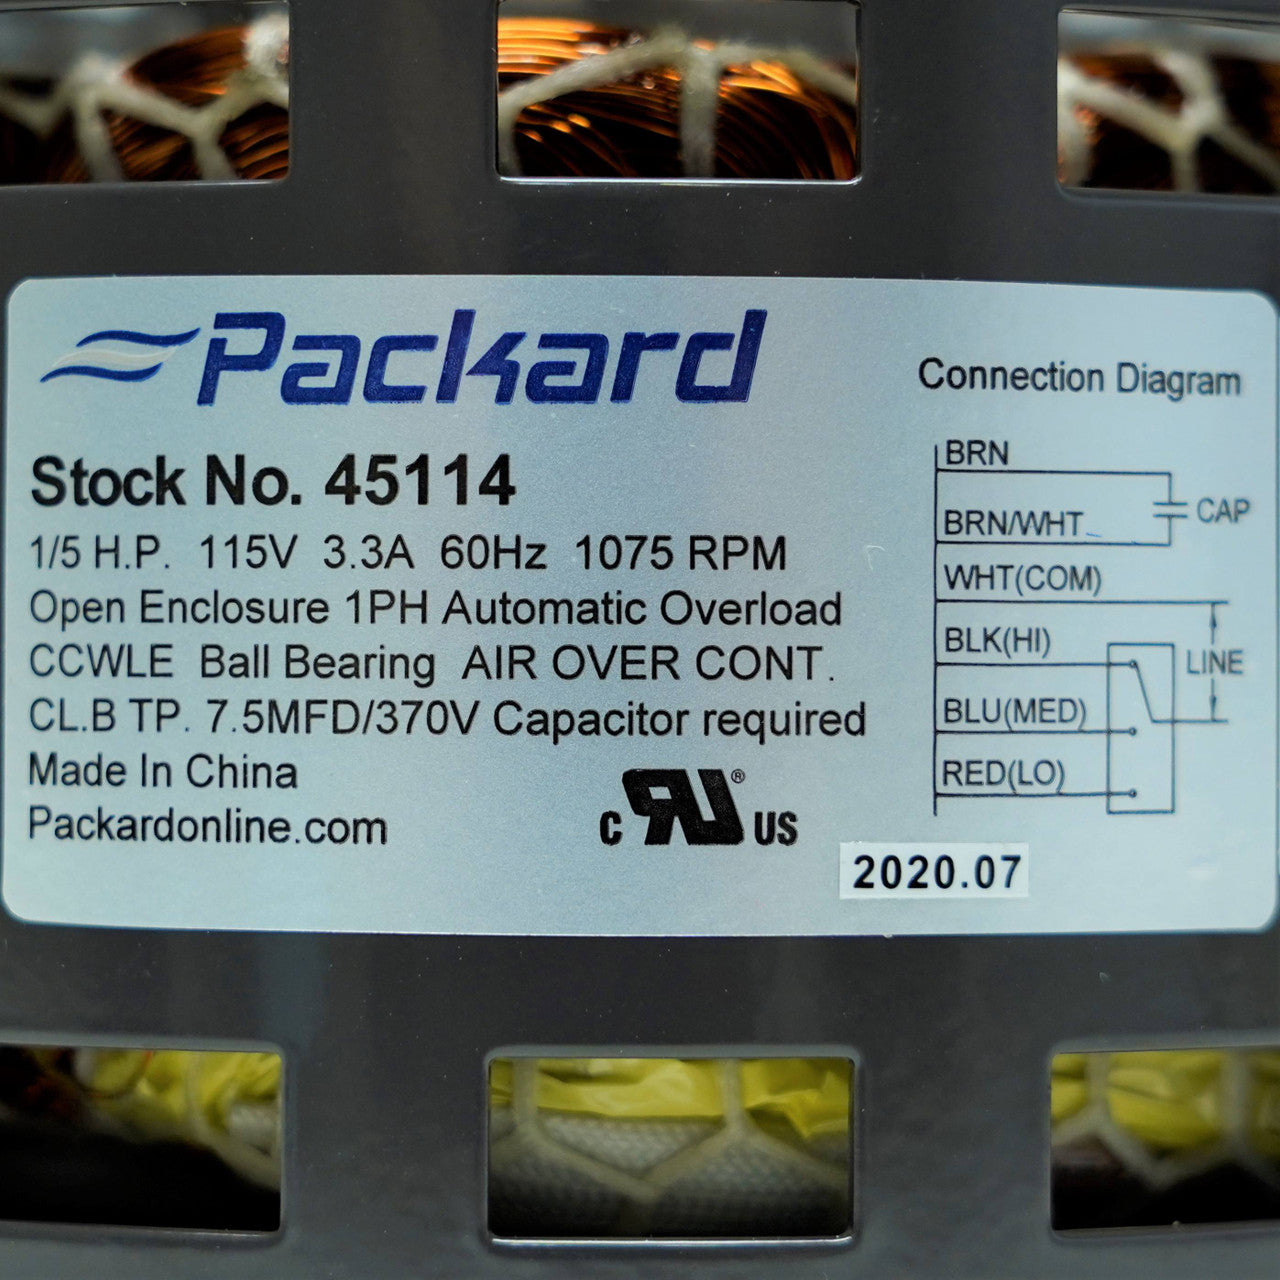 Packard
Stock No. 45114
1/5 H.P. 115V 3.3A 60Hz 1075 RPM
Open Enclosure 1PH Automatic Overload
CCWLE Ball Bearing AIR OVER CONT.
CL.B TP. 7.5MFD/370V Capacitor required
Made In China
Packardonline.com
c RU ® US
Connection Diagram
BRN
CAP
BRN/WHT
WHT(COM)
BLK(HI)
LINE
BLU(MED)
RED(LO)
2020.07